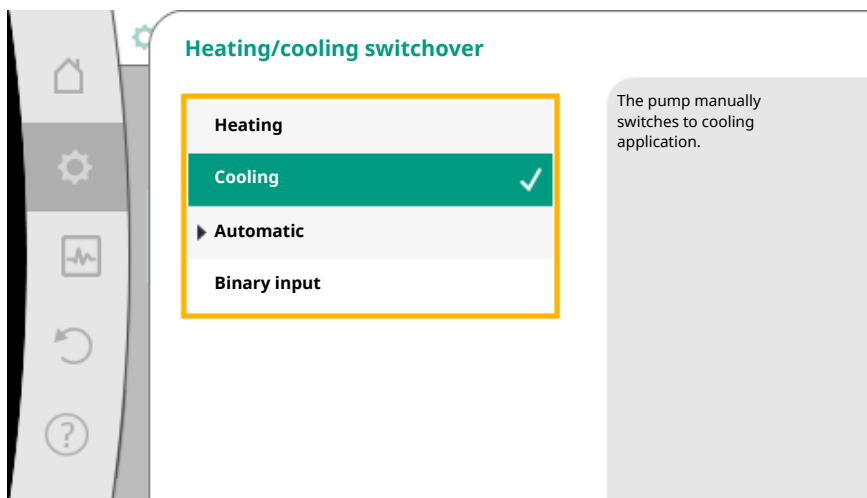 Heating/cooling switchover
Heating
Cooling
Automatic
Binary input
The pump manually
switches to cooling
application.
?